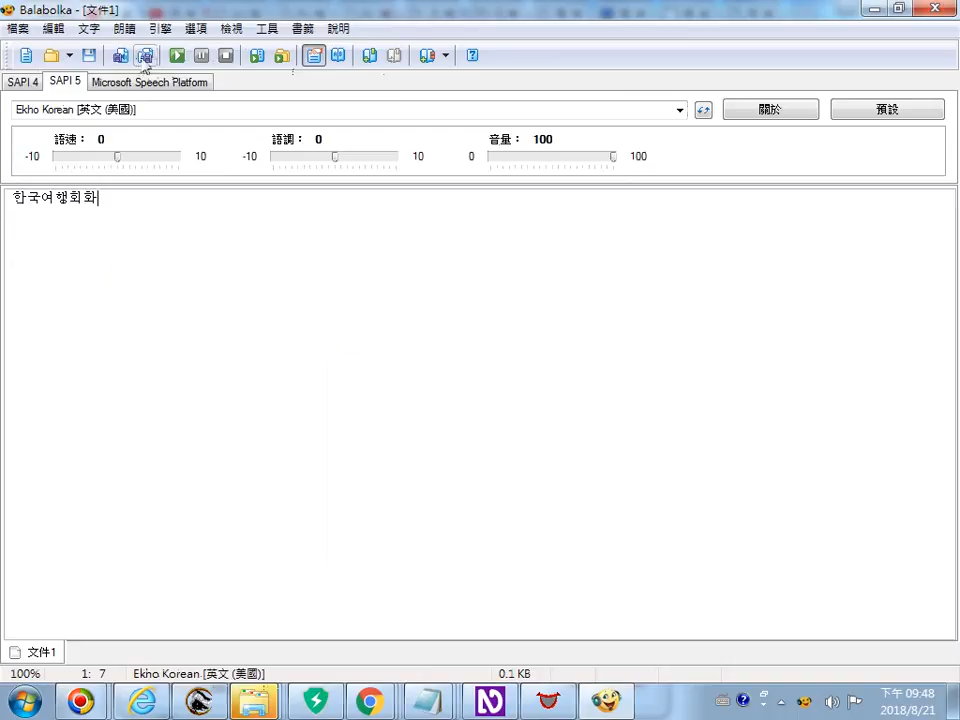 Balabolka - [文件1]
檔案 編輯 文字 朗讀 引擎 選項 檢視 工具 書籤 說明
SAPI 4 SAPI 5 Microsoft Speech Platform
Ekho Korean [英文 (美國)] 關於 預設
語速： 0 語調： 0 音量： 100
-10 10 -10 10 0 100
한국여행회화
文件1
100% 1: 7 Ekho Korean [英文 (美國)] 0.1 KB
下午 09:48
2018/8/21